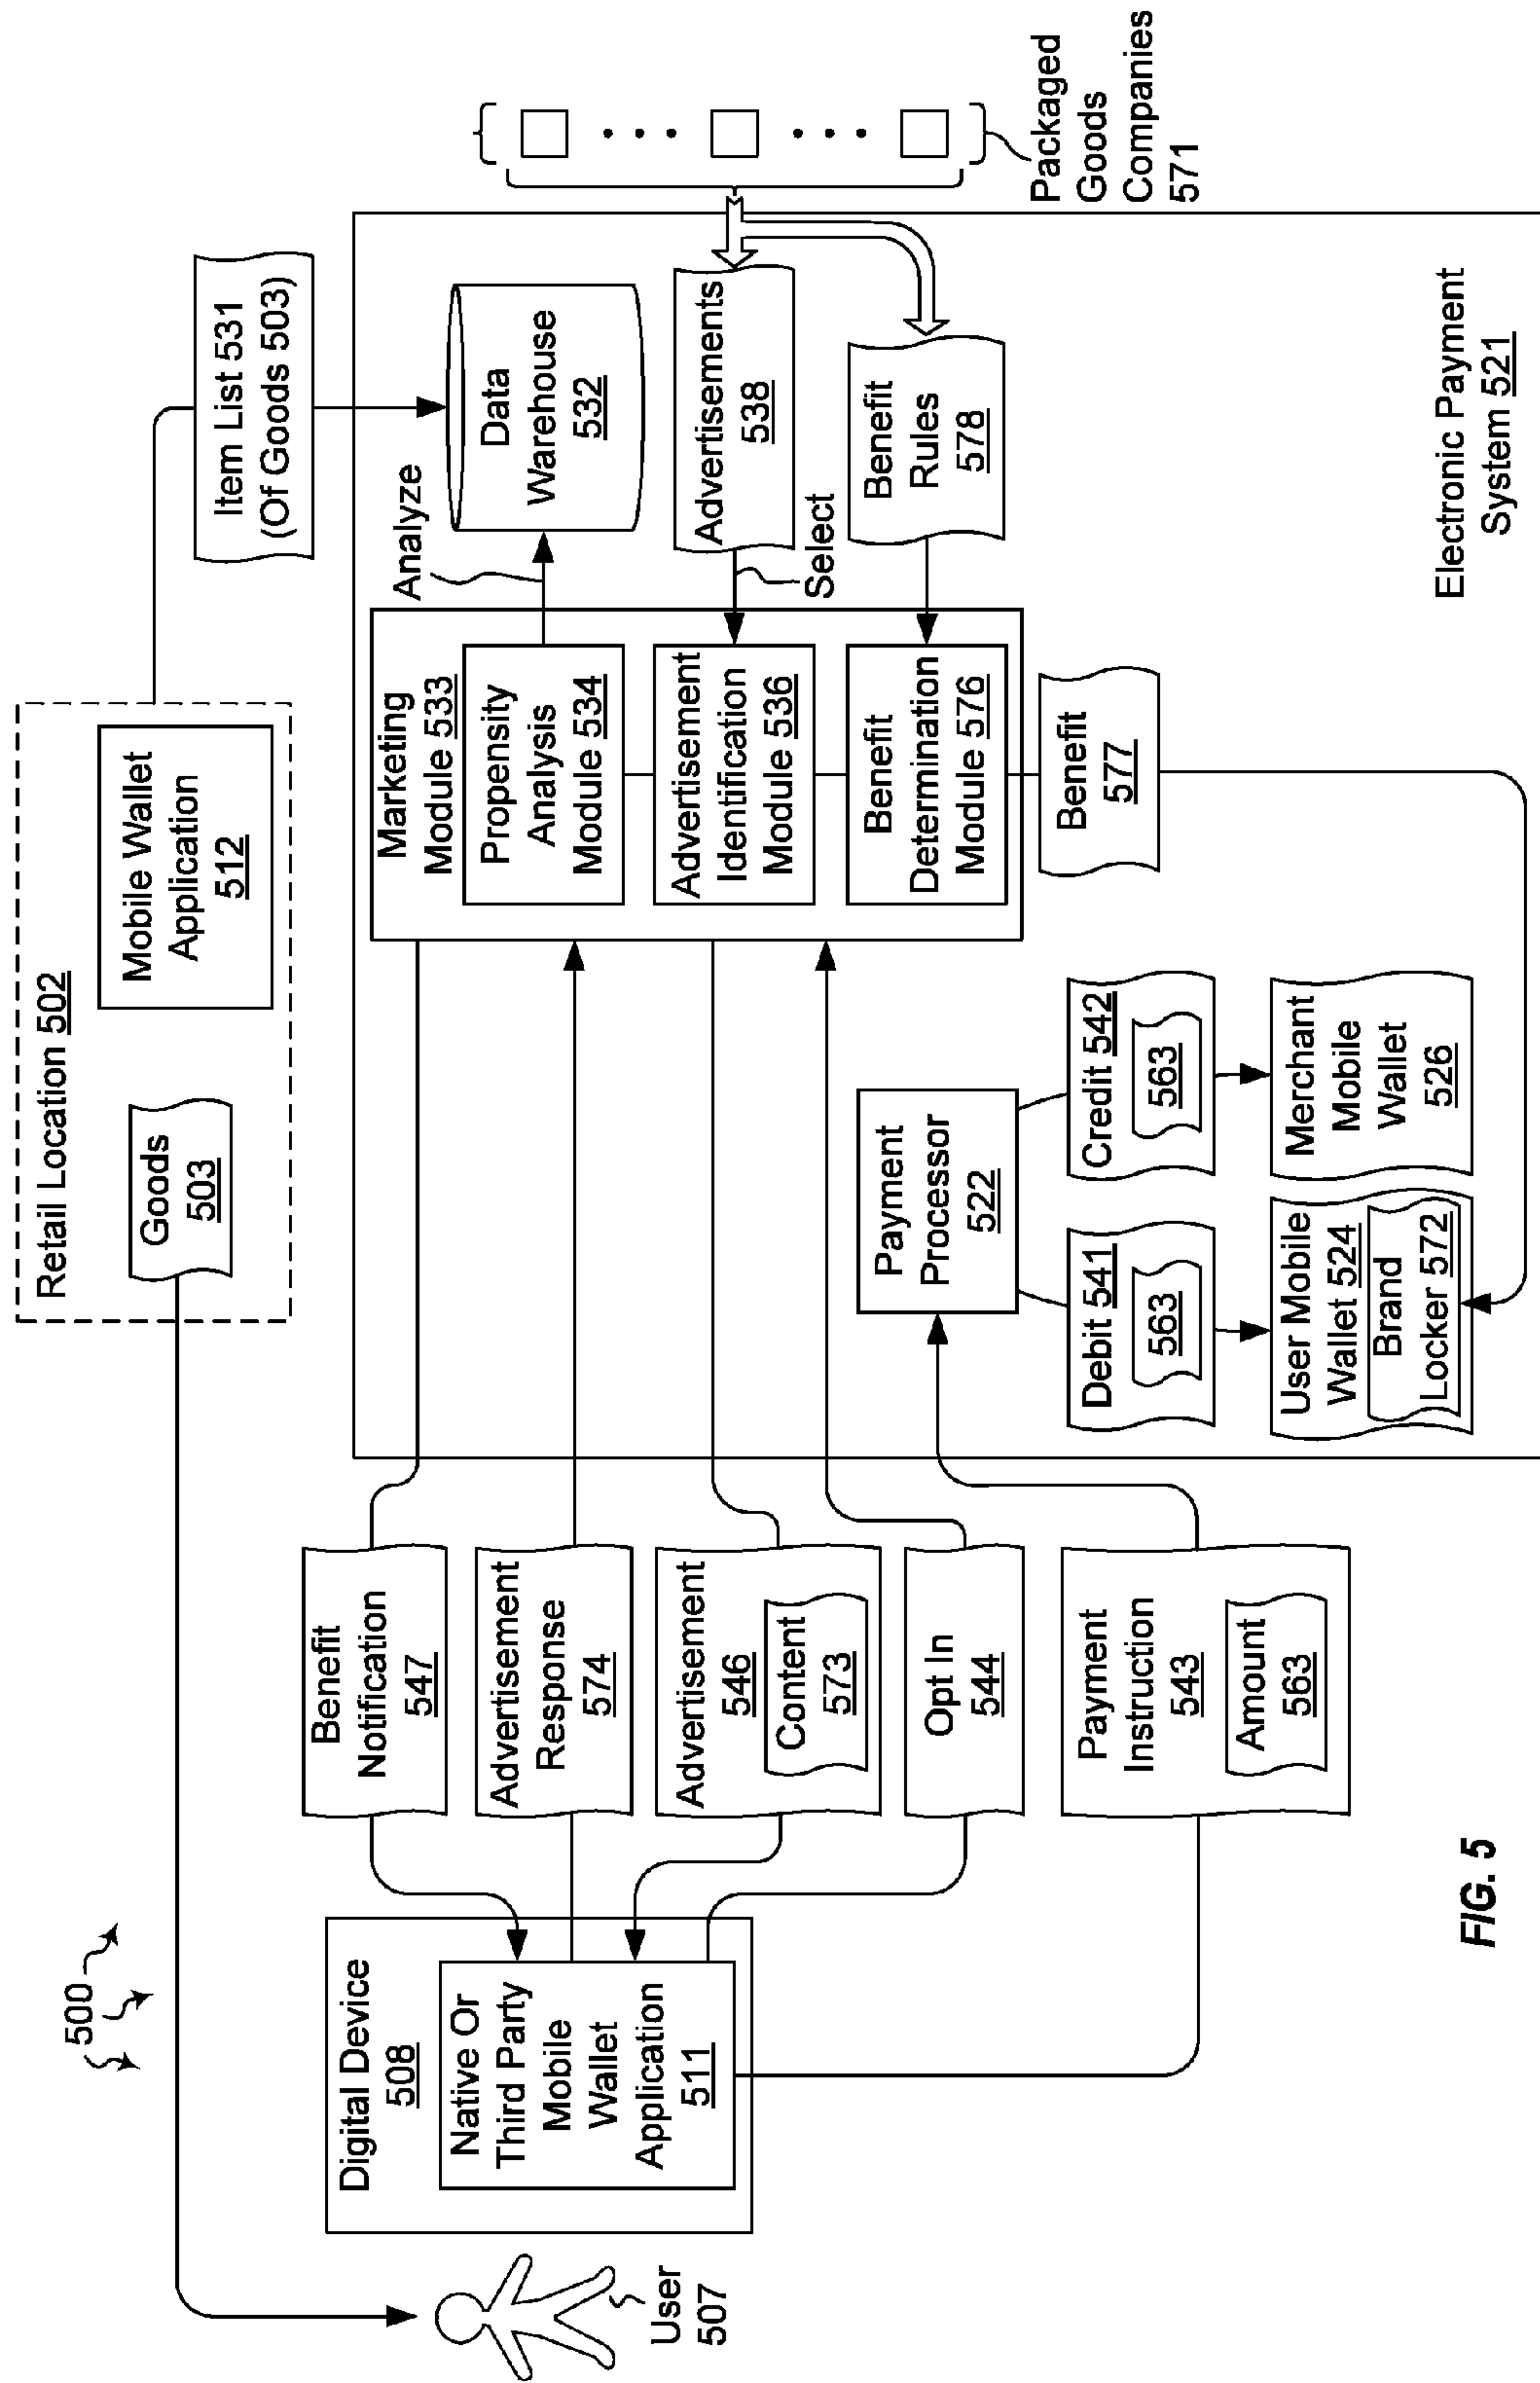 500
Retail Location 502
Goods
503
Mobile Wallet
Application
512
Item List 531
(Of Goods 503)
User
507
Digital Device
508
Native Or
Third Party
Mobile
Wallet
Application
511
Benefit
Notification
547
Advertisement
Response
574
Advertisement
546
Content
573
Opt In
544
Payment
Instruction
543
Amount
563
Marketing
Module 533
Propensity
Analysis
Module 534
Advertisement
Identification
Module 536
Benefit
Determination
Module 576
Benefit
577
Analyze
Data
Warehouse
532
Advertisements
538
Select
Benefit
Rules
578
Payment
Processor
522
Debit 541
563
Credit 542
563
User Mobile
Wallet 524
Brand
Locker 572
Merchant
Mobile
Wallet
526
Packaged
Goods
Companies
571
Electronic Payment
System 521
FIG. 5